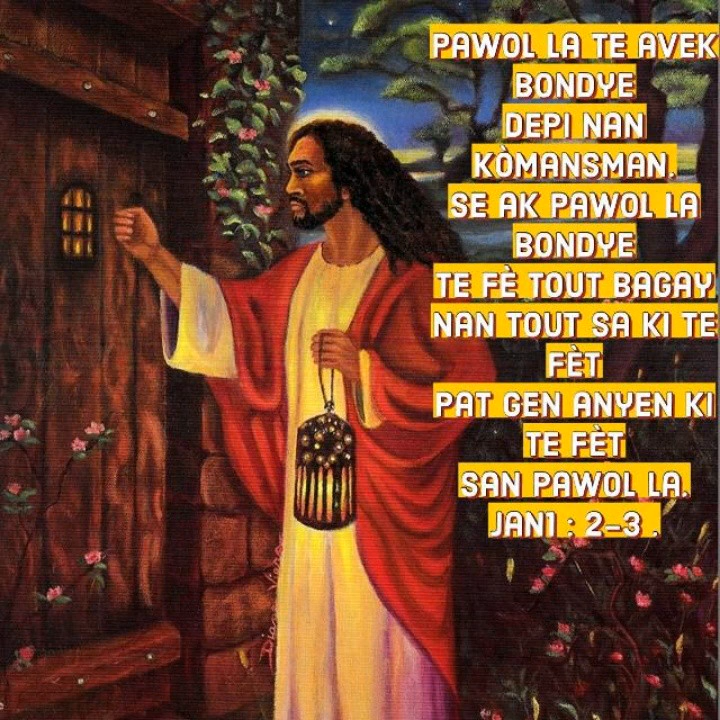 PAWOL LA TE AVEK
BONDYE
DEPI NAN
KÒMANSMAN.
SE AK PAWOL LA
BONDYE
TE FÈ TOUT BAGAY
NAN TOUT SA KI TE
FÈT
PAT GEN ANYEN KI
TE FÈT
SAN PAWOL LA.
JAN1 : 2-3 .